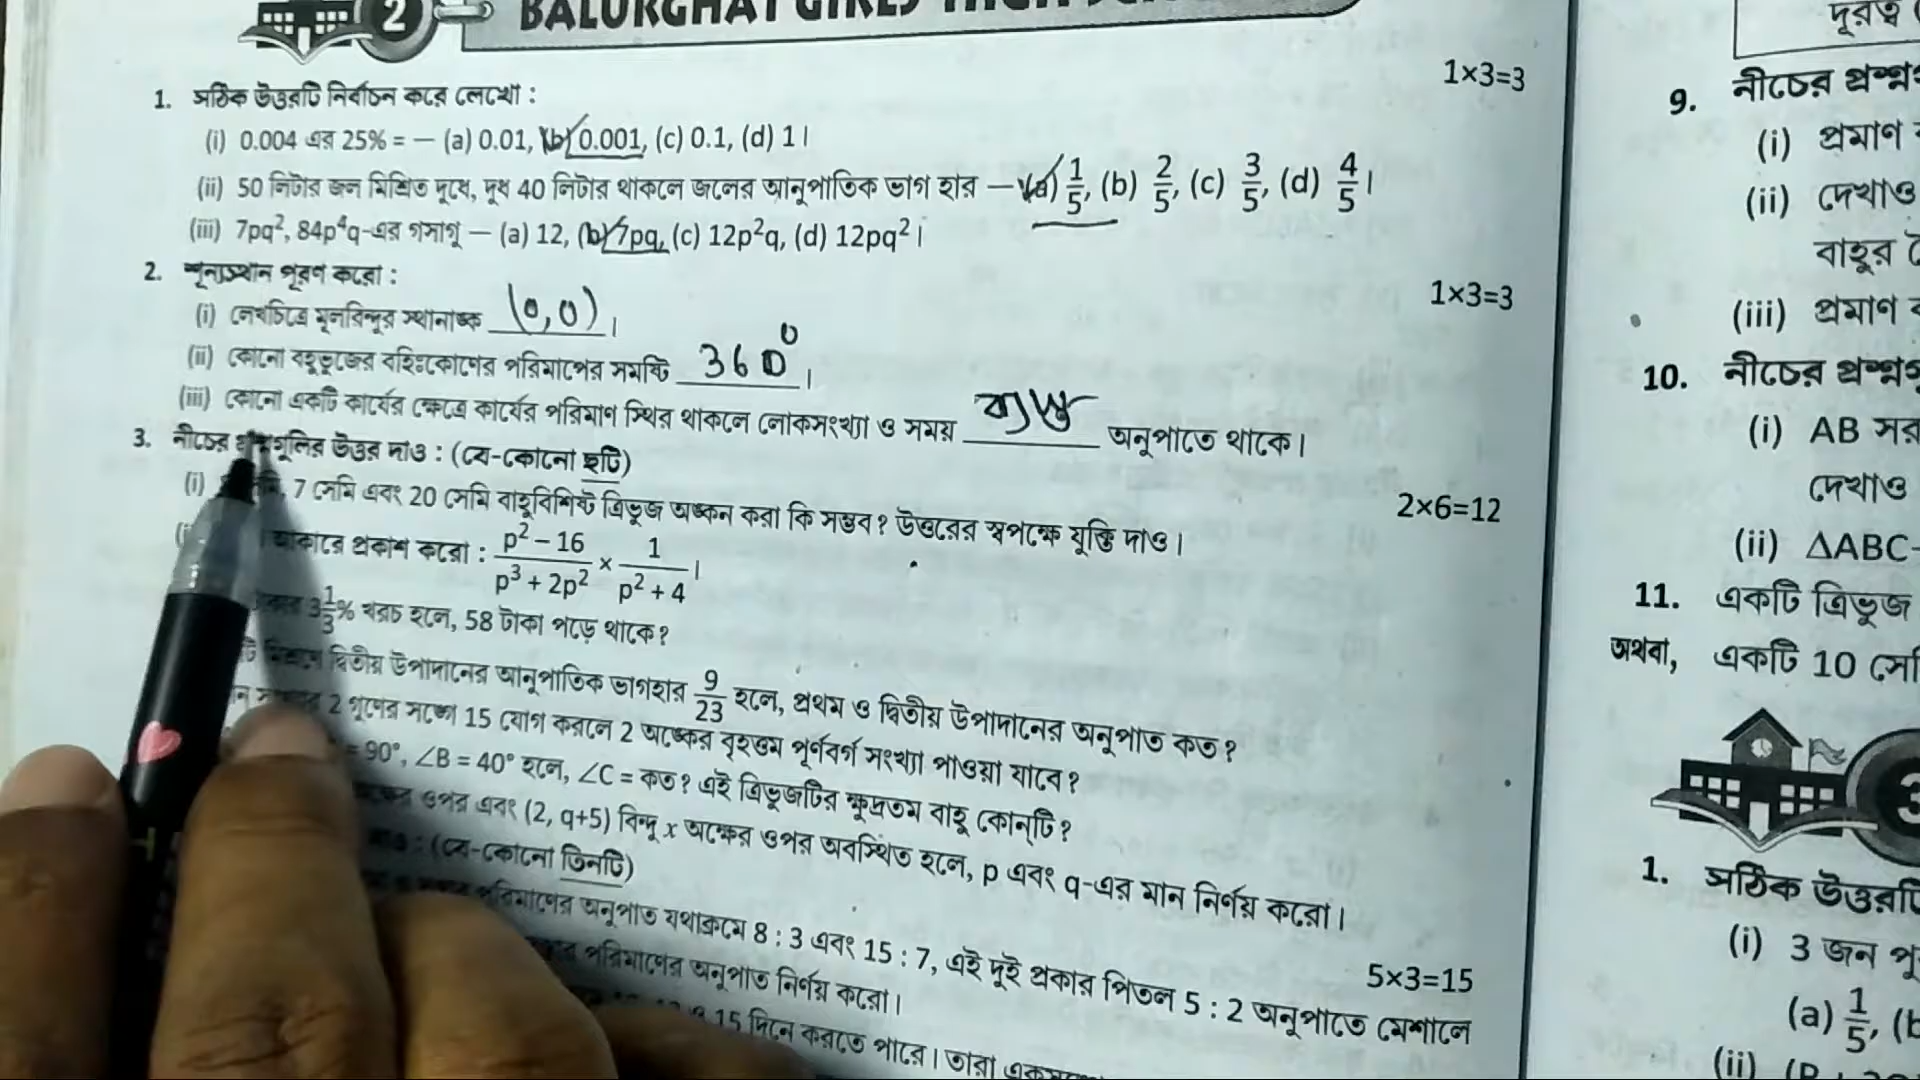 2 BALURGHAT GIRLS' HIGH
1×3=3
1. সঠিক উত্তরটি নির্বাচন করে লেখো :
(i) 0.004 এর 25% = — (a) 0.01, (b) 0.001, (c) 0.1, (d) 1।
(ii) 50 লিটার জল মিশ্রিত দুধে, দুধ 40 লিটার থাকলে জলের আনুপাতিক ভাগ হার — (a) 1/5, (b) 2/5, (c) 3/5, (d) 4/5।
(iii) 7pq², 84p⁴q-এর গসাগু — (a) 12, (b) 7pq, (c) 12p²q, (d) 12pq²।
2. শূন্যস্থান পূরণ করো :
1×3=3
(i) লেখচিত্রে মূলবিন্দুর স্থানাঙ্ক (0,0)।
(ii) কোনো বহুভুজের বহিঃকোণের পরিমাপের সমষ্টি 360⁰।
(iii) কোনো একটি কার্যের ক্ষেত্রে কার্যের পরিমাণ স্থির থাকলে লোকসংখ্যা ও সময় ব্যস্ত অনুপাতে থাকে।
3. নীচের প্রশ্নগুলির উত্তর দাও : (যে-কোনো ছটি)
2×6=12
(i) 7 সেমি এবং 20 সেমি বাহুবিশিষ্ট ত্রিভুজ অঙ্কন করা কি সম্ভব? উত্তরের স্বপক্ষে যুক্তি দাও।
আকারে প্রকাশ করো : (p² – 16)/(p³ + 2p²) × 1/(p² + 4)।
3 1/3% খরচ হলে, 58 টাকা পড়ে থাকে?
মিশ্রণে দ্বিতীয় উপাদানের আনুপাতিক ভাগহার 9/23 হলে, প্রথম ও দ্বিতীয় উপাদানের অনুপাত কত?
2 গুণের সঙ্গে 15 যোগ করলে 2 অঙ্কের বৃহত্তম পূর্ণবর্গ সংখ্যা পাওয়া যাবে?
= 90°, ∠B = 40° হলে, ∠C = কত? এই ত্রিভুজটির ক্ষুদ্রতম বাহু কোন্‌টি?
ওপর এবং (2, q+5) বিন্দু x অক্ষের ওপর অবস্থিত হলে, p এবং q-এর মান নির্ণয় করো।
: (যে-কোনো তিনটি)
5×3=15
পরিমাণের অনুপাত যথাক্রমে 8 : 3 এবং 15 : 7, এই দুই প্রকার পিতল 5 : 2 অনুপাতে মেশালে
পরিমাণের অনুপাত নির্ণয় করো।
15 দিনে করতে পারে। তারা
দূরত্ব
9. নীচের
(i) প্রমাণ
(ii) দেখাও
বাহুর
(iii) প্রমাণ
10. নীচের
(i) AB
দেখাও
(ii) ΔABC-
11. একটি ত্রিভুজ
অথবা, একটি 10
3
1. সঠিক
(i) 3 জন
(a) 1/5,
(ii)